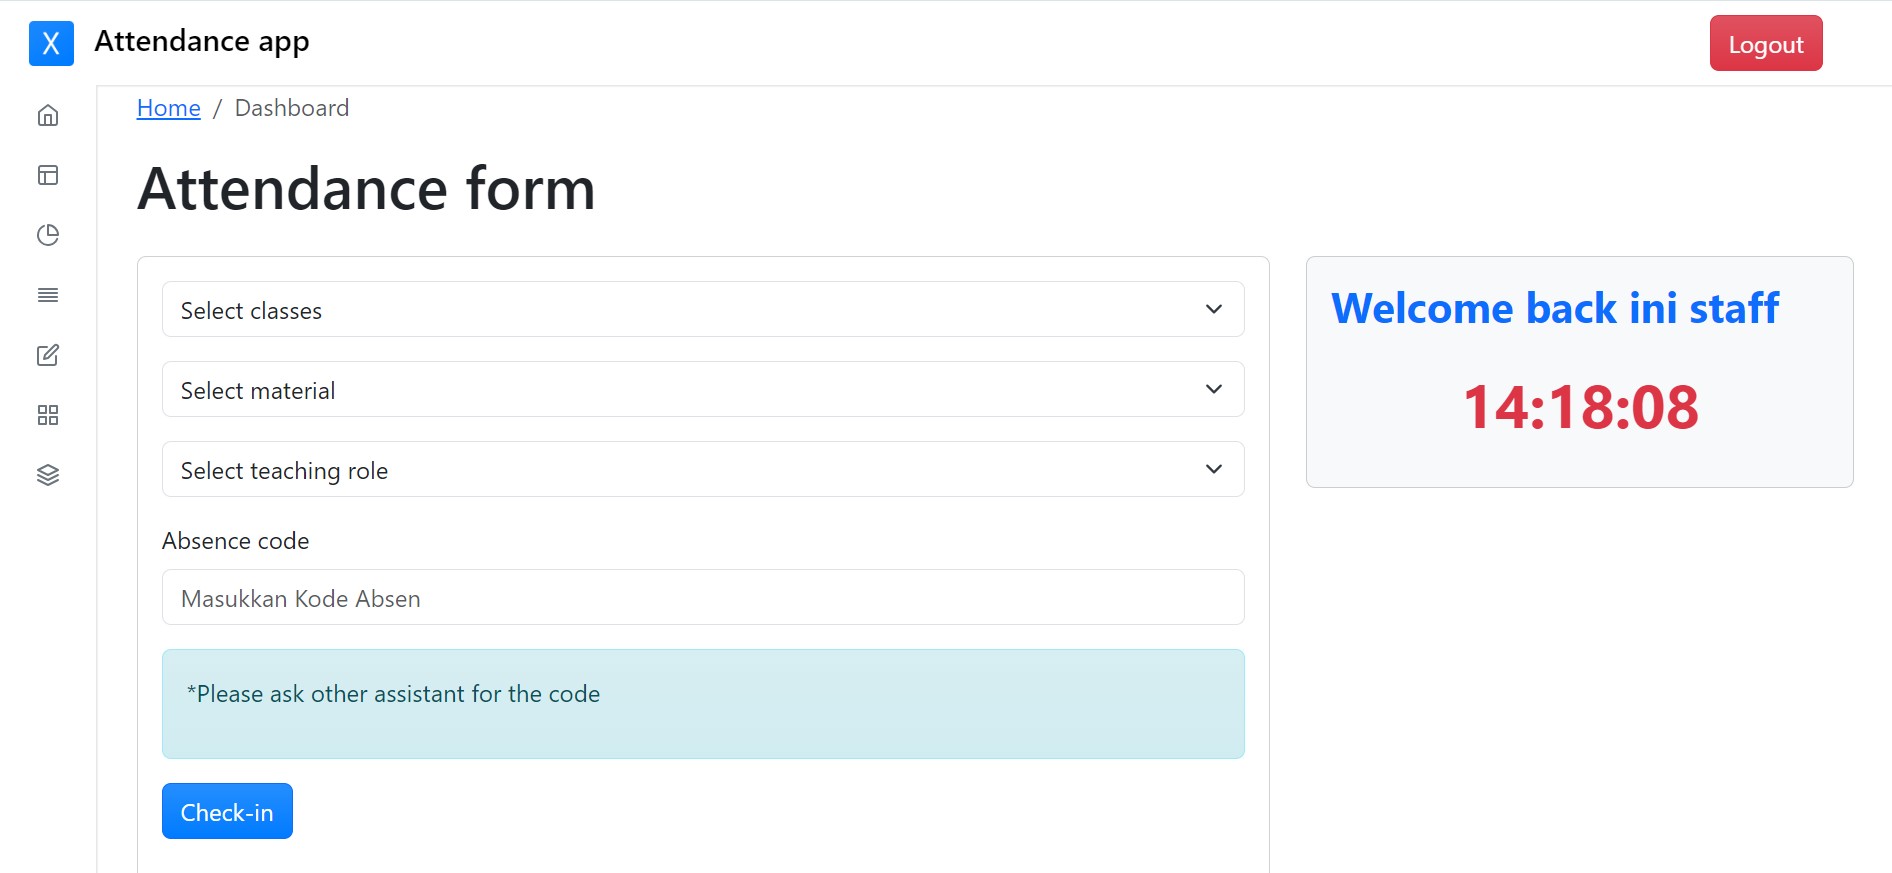 X Attendance app
Logout
Home / Dashboard
Attendance form
Select classes
Select material
Select teaching role
Absence code
Masukkan Kode Absen
*Please ask other assistant for the code
Check-in
Welcome back ini staff
14:18:08